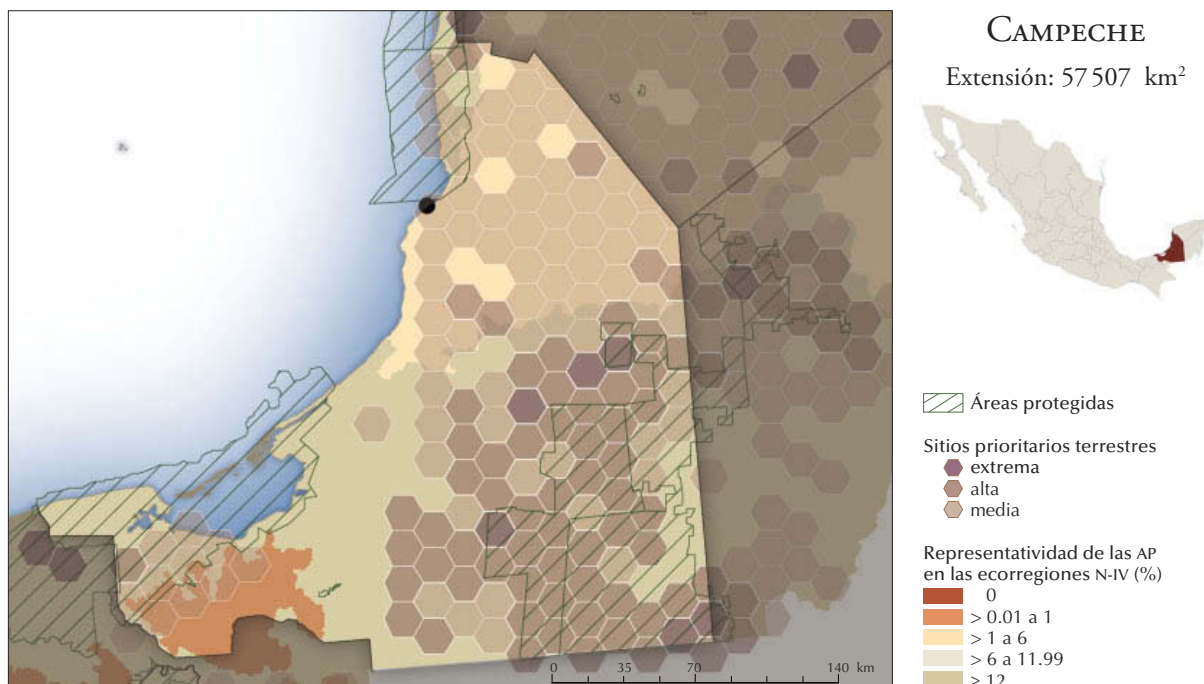 CAMPECHE
Extensión: 57 507 km²
Áreas protegidas
Sitios prioritarios terrestres
extrema
alta
media
Representatividad de las AP
en las ecorregiones N-IV (%)
0
> 0.01 a 1
> 1 a 6
> 6 a 11.99
> 12
0 35 70 140 km